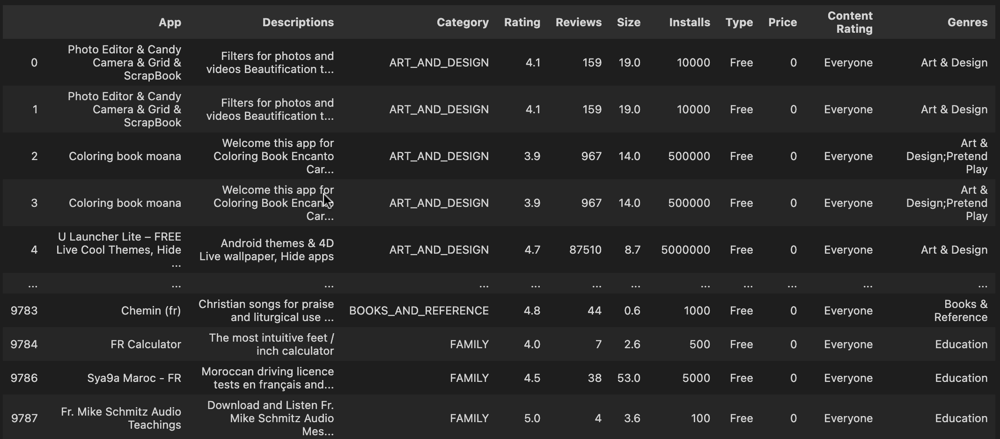 App Descriptions Category Rating Reviews Size Installs Type Price Content Rating Genres
0 Photo Editor & Candy Camera & Grid & ScrapBook Filters for photos and videos Beautification t... ART_AND_DESIGN 4.1 159 19.0 10000 Free 0 Everyone Art & Design
1 Photo Editor & Candy Camera & Grid & ScrapBook Filters for photos and videos Beautification t... ART_AND_DESIGN 4.1 159 19.0 10000 Free 0 Everyone Art & Design
2 Coloring book moana Welcome this app for Coloring Book Encanto Car... ART_AND_DESIGN 3.9 967 14.0 500000 Free 0 Everyone Art & Design;Pretend Play
3 Coloring book moana Welcome this app for Coloring Book Encanto Car... ART_AND_DESIGN 3.9 967 14.0 500000 Free 0 Everyone Art & Design;Pretend Play
4 U Launcher Lite – FREE Live Cool Themes, Hide ... Android themes & 4D Live wallpaper, Hide apps ART_AND_DESIGN 4.7 87510 8.7 5000000 Free 0 Everyone Art & Design
... ... ... ... ... ... ... ... ... ... ... ...
9783 Chemin (fr) Christian songs for praise and liturgical use ... BOOKS_AND_REFERENCE 4.8 44 0.6 1000 Free 0 Everyone Books & Reference
9784 FR Calculator The most intuitive feet / inch calculator FAMILY 4.0 7 2.6 500 Free 0 Everyone Education
9786 Sya9a Maroc - FR Moroccan driving licence tests en français and... FAMILY 4.5 38 53.0 5000 Free 0 Everyone Education
9787 Fr. Mike Schmitz Audio Teachings Download and Listen Fr. Mike Schmitz Audio Mes... FAMILY 5.0 4 3.6 100 Free 0 Everyone Education